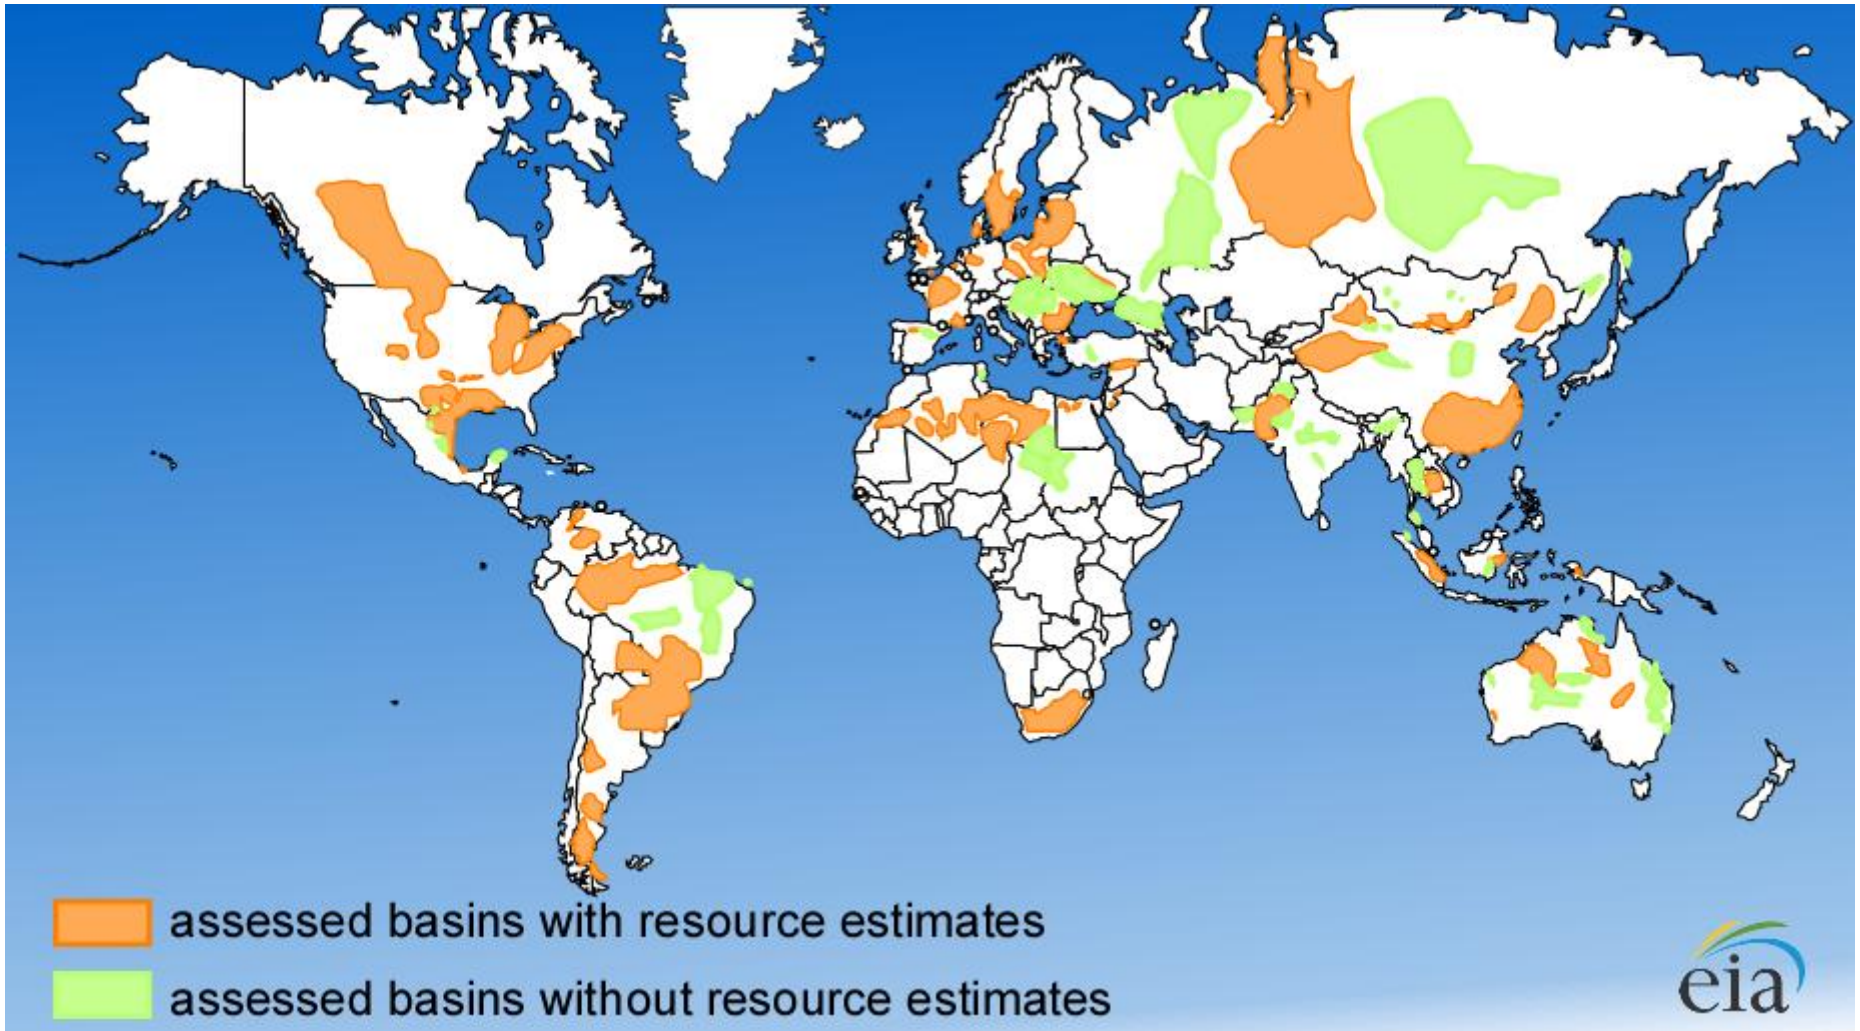 assessed basins with resource estimates
assessed basins without resource estimates
eia